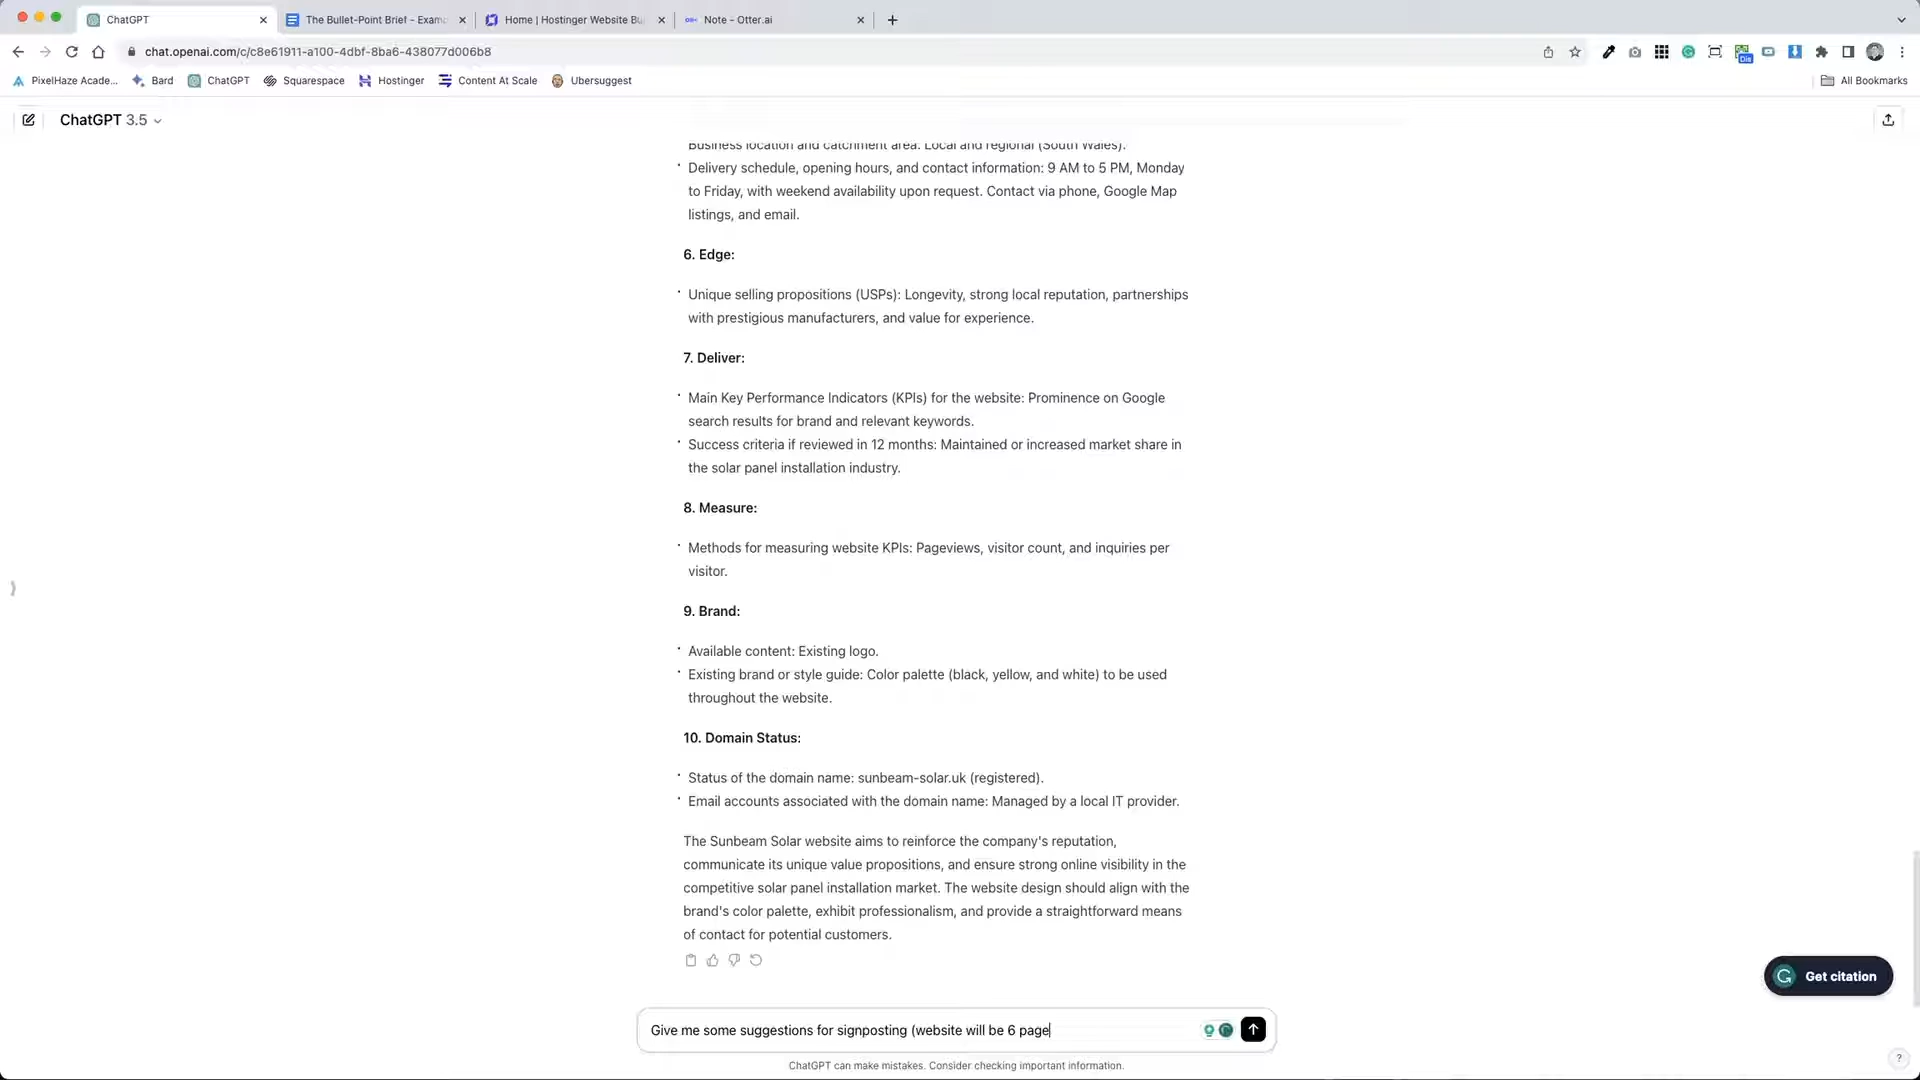 ChatGPT
The Bullet-Point Brief - Examp
Home | Hostinger Website Bu
Note - Otter.ai
chat.openai.com/c/c8e61911-a100-4dbf-8ba6-438077d006b8
Dis
PixelHaze Acade...
Bard
ChatGPT
Squarespace
Hostinger
Content At Scale
Ubersuggest
All Bookmarks
ChatGPT 3.5
Business location and catchment area: Local and regional (South Wales).
Delivery schedule, opening hours, and contact information: 9 AM to 5 PM, Monday
to Friday, with weekend availability upon request. Contact via phone, Google Map
listings, and email.
6. Edge:
Unique selling propositions (USPs): Longevity, strong local reputation, partnerships
with prestigious manufacturers, and value for experience.
7. Deliver:
Main Key Performance Indicators (KPIs) for the website: Prominence on Google
search results for brand and relevant keywords.
Success criteria if reviewed in 12 months: Maintained or increased market share in
the solar panel installation industry.
8. Measure:
Methods for measuring website KPIs: Pageviews, visitor count, and inquiries per
visitor.
9. Brand:
Available content: Existing logo.
Existing brand or style guide: Color palette (black, yellow, and white) to be used
throughout the website.
10. Domain Status:
Status of the domain name: sunbeam-solar.uk (registered).
Email accounts associated with the domain name: Managed by a local IT provider.
The Sunbeam Solar website aims to reinforce the company's reputation,
communicate its unique value propositions, and ensure strong online visibility in the
competitive solar panel installation market. The website design should align with the
brand's color palette, exhibit professionalism, and provide a straightforward means
of contact for potential customers.
Get citation
Give me some suggestions for signposting (website will be 6 page
ChatGPT can make mistakes. Consider checking important information.
?